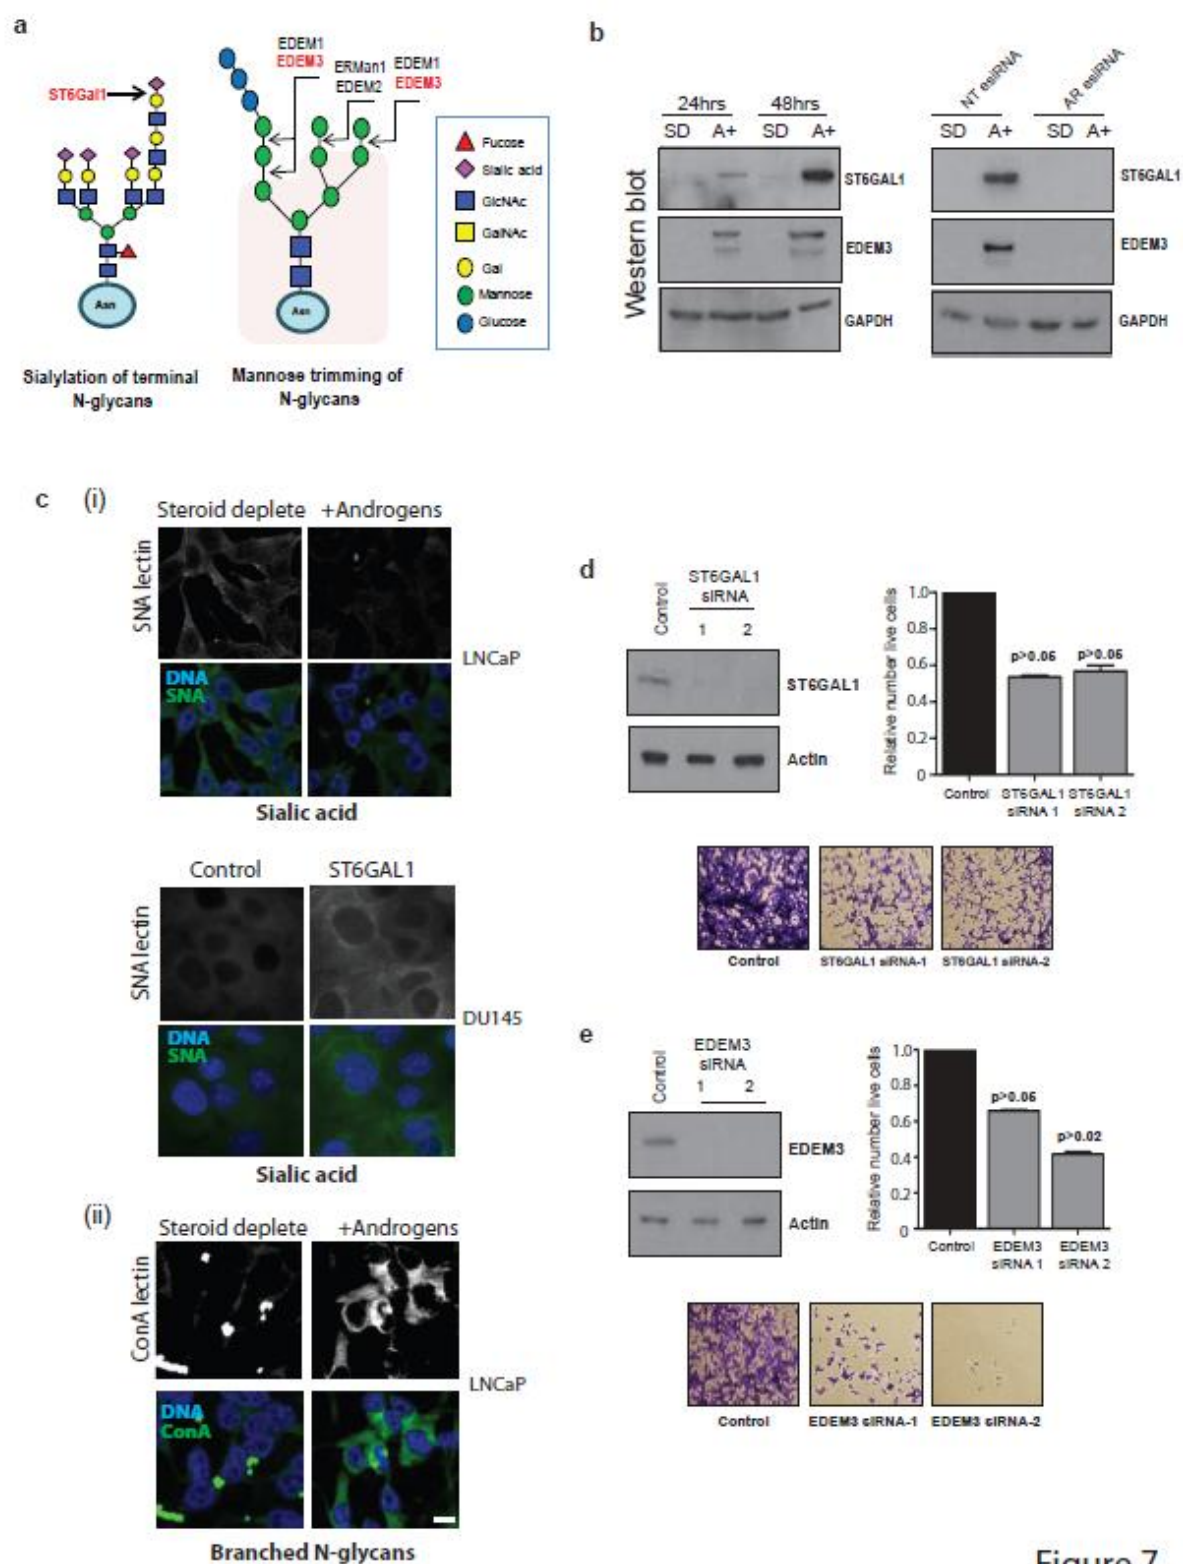 a
ST6Gal1
Asn
Sialylation of terminal
N-glycans
EDEM1
EDEM3
ERMan1
EDEM2
EDEM1
EDEM3
Asn
Mannose trimming of
N-glycans
Fucose
Sialic acid
GlcNAc
GalNAc
Gal
Mannose
Glucose
b
Western blot
24hrs 48hrs
SD A+ SD A+
ST6GAL1
EDEM3
GAPDH
NT esiRNA AR esiRNA
SD A+ SD A+
ST6GAL1
EDEM3
GAPDH
c (i)
Steroid deplete +Androgens
SNA lectin
DNA
SNA
LNCaP
Sialic acid
Control ST6GAL1
SNA lectin
DNA
SNA
DU145
Sialic acid
(ii)
Steroid deplete +Androgens
ConA lectin
DNA
ConA
LNCaP
Branched N-glycans
d
Control
ST6GAL1
siRNA
1 2
ST6GAL1
Actin
Relative number live cells
1.0
0.8
0.6
0.4
0.2
0
p>0.05 p>0.05
Control ST6GAL1 ST6GAL1
siRNA 1 siRNA 2
Control ST6GAL1 siRNA-1 ST6GAL1 siRNA-2
e
Control
EDEM3
siRNA
1 2
EDEM3
Actin
Relative number live cells
1.0
0.8
0.6
0.4
0.2
0
p>0.05
p>0.02
Control EDEM3 EDEM3
siRNA 1 siRNA 2
Control EDEM3 siRNA-1 EDEM3 siRNA-2
Figure 7